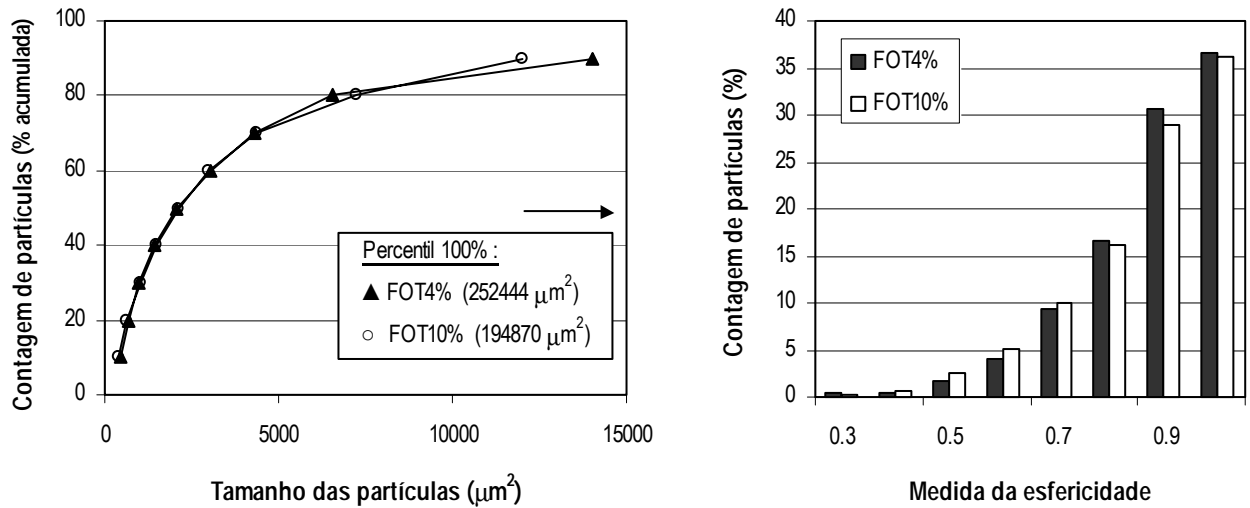 Contagem de partículas (% acumulada)
100
80
60
40
20
0
0
5000
10000
15000
Tamanho das partículas (μm²)
Percentil 100% :
▲ FOT4% (252444 μm²)
○ FOT10% (194870 μm²)
Contagem de partículas (%)
40
35
30
25
20
15
10
5
0
0.3
0.5
0.7
0.9
Medida da esfericidade
FOT4%
FOT10%